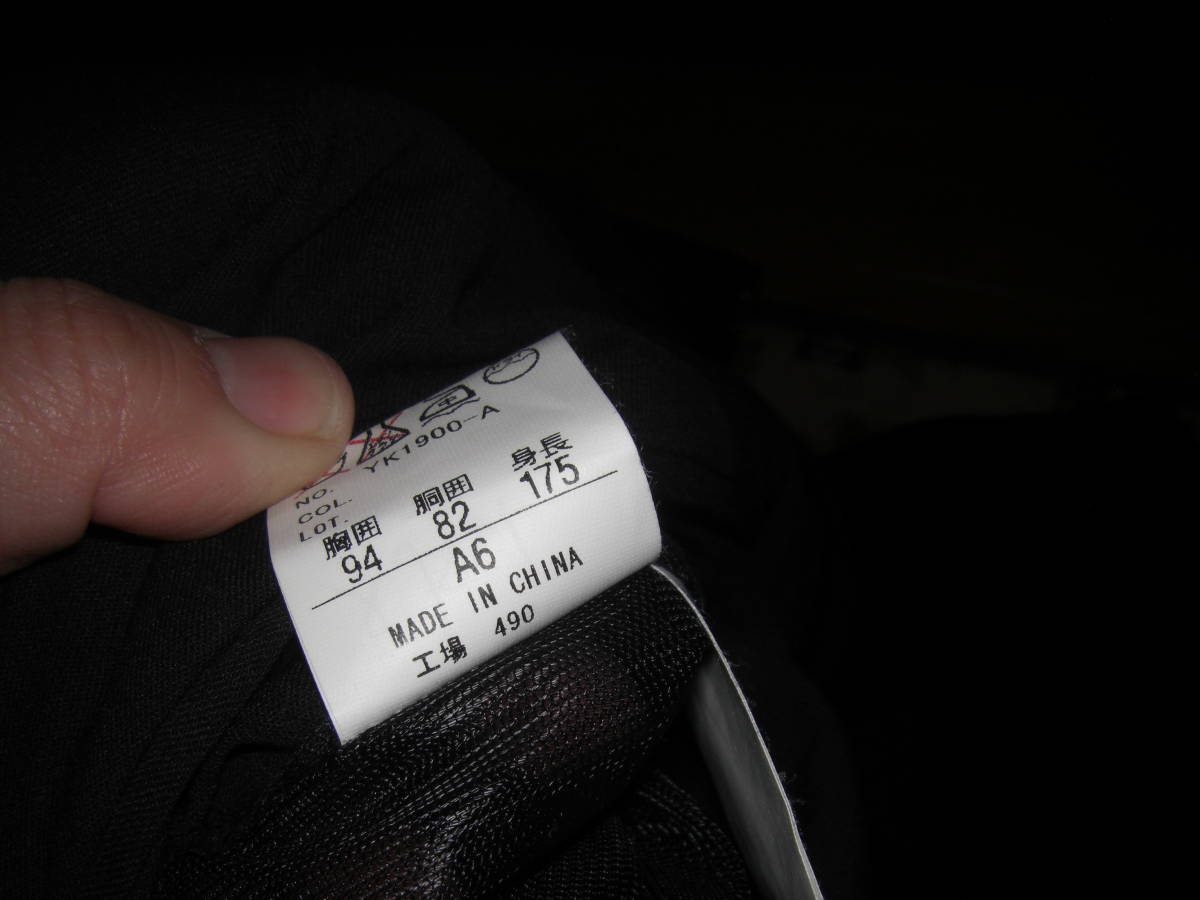 NO. YK1900-A
COL.
LOT.
胸囲 胴囲 身長
94 82 175
A6
MADE IN CHINA
工場 490